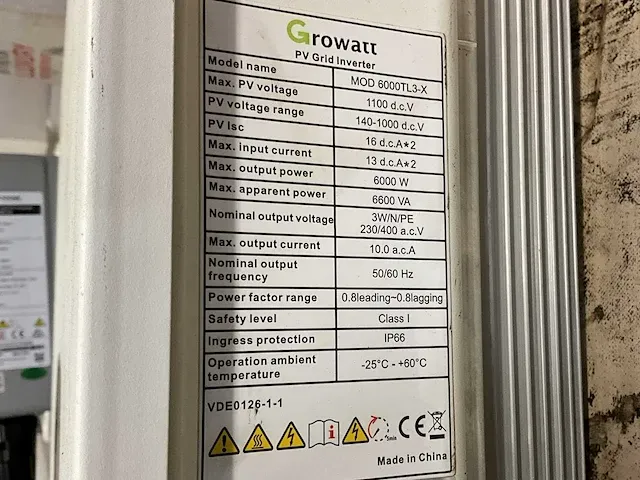 Growatt
PV Grid Inverter
Model name MOD 6000TL3-X
Max. PV voltage 1100 d.c.V
PV voltage range 140-1000 d.c.V
PV Isc 16 d.c.A*2
Max. input current 13 d.c.A*2
Max. output power 6000 W
Max. apparent power 6600 VA
Nominal output voltage 3W/N/PE
230/400 a.c.V
Max. output current 10.0 a.c.A
Nominal output
frequency 50/60 Hz
Power factor range 0.8leading~0.8lagging
Safety level Class I
Ingress protection IP66
Operation ambient
temperature -25°C - +60°C
VDE0126-1-1
5min CE
Made in China